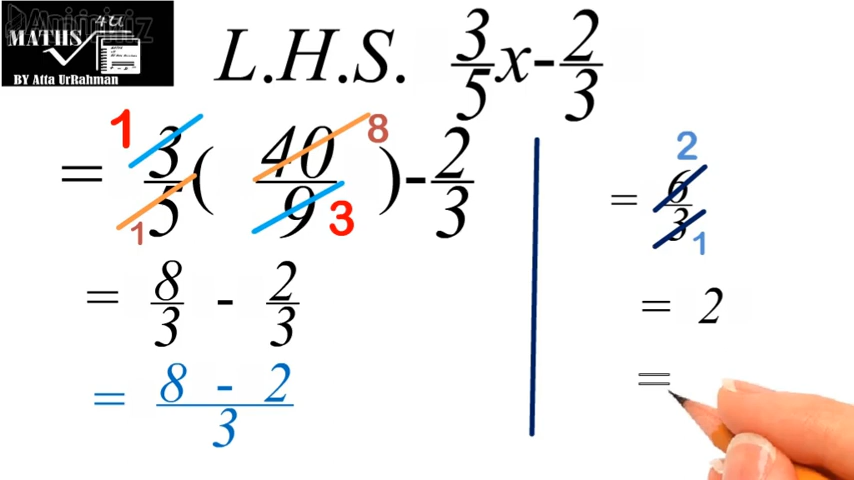 4U
MATHS
BY Atta UrRahman
L.H.S. 3/5 x - 2/3
= 3/5 ( 40/9 ) - 2/3
1 8
1 3
= 8/3 - 2/3
= 8 - 2 / 3
= 6/3
2
1
= 2
=